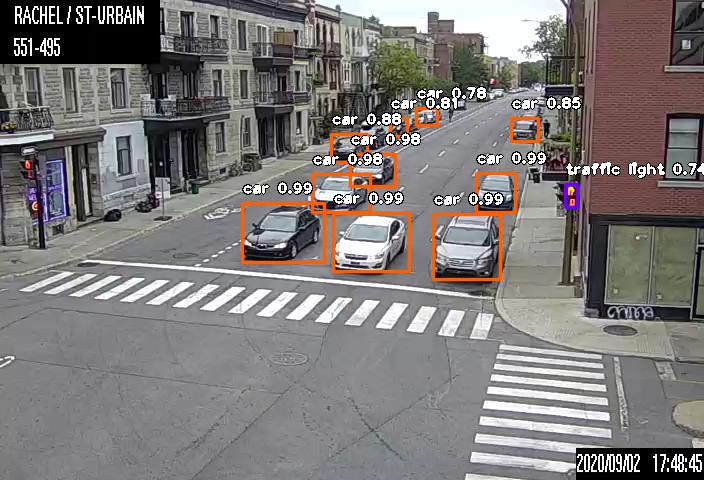 RACHEL / ST-URBAIN
551-495
car 0.78
car 0.81
car 0.85
car 0.88
car 0.98
car 0.98
car 0.99
traffic light 0.74
car 0.99
car 0.99
car 0.99
2020/09/02 17:48:45